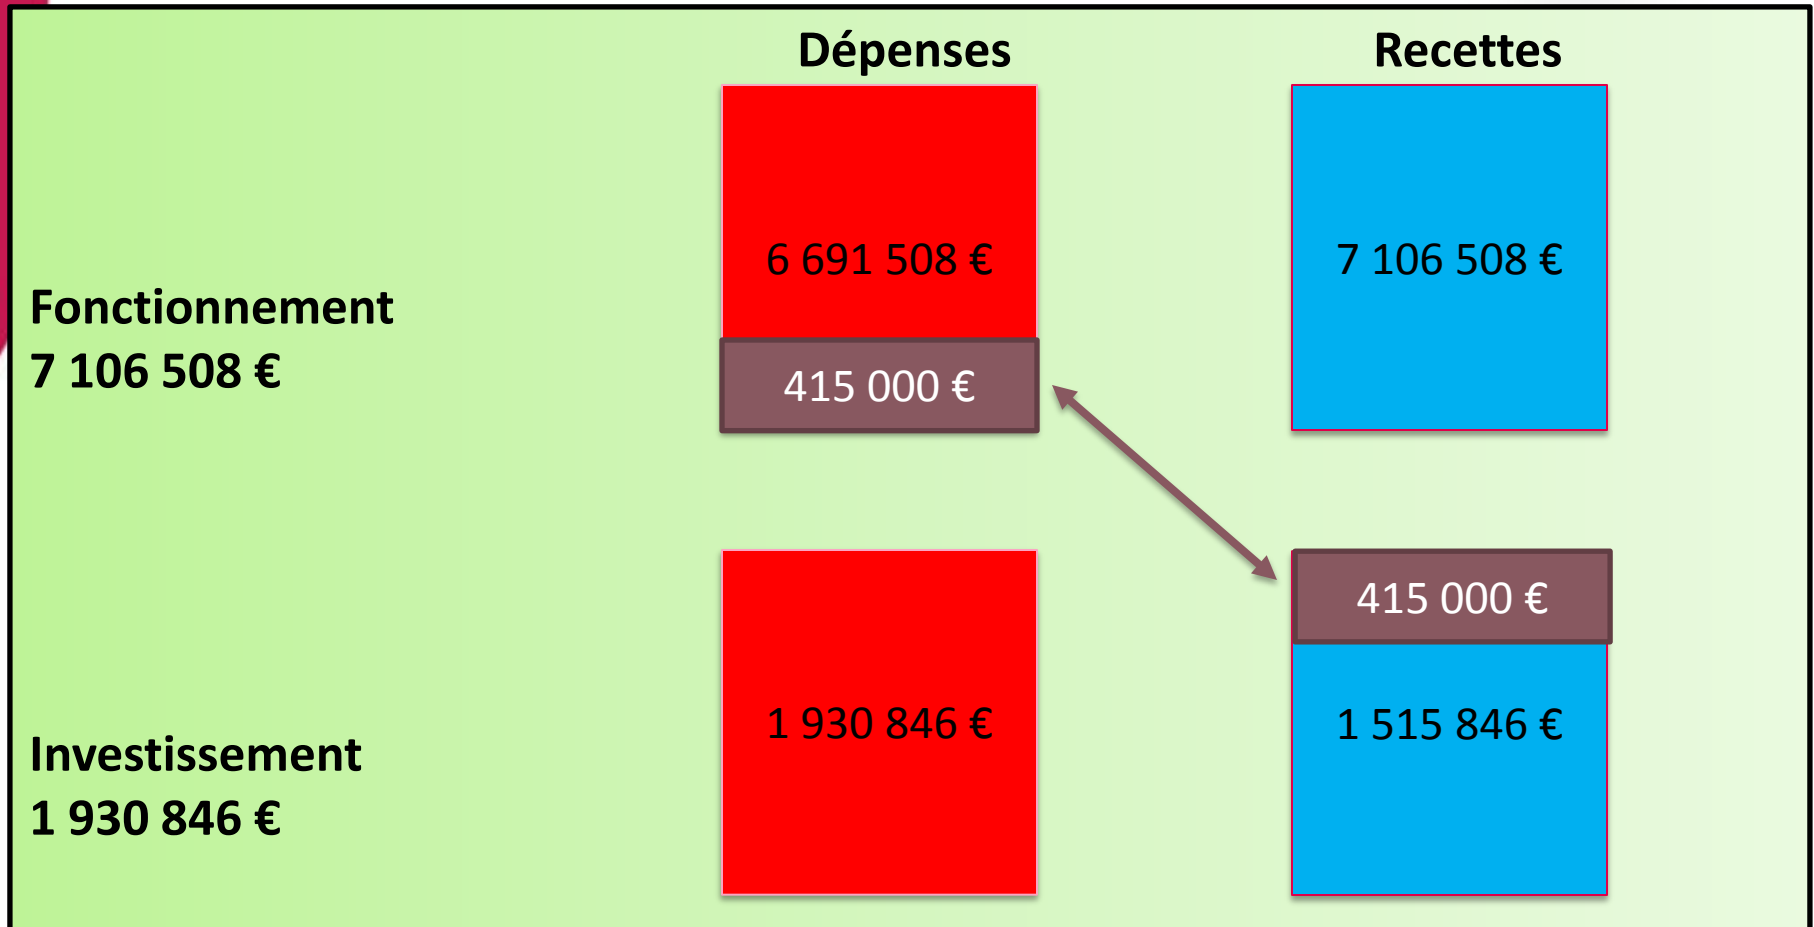 Dépenses
Recettes
6 691 508 €
7 106 508 €
Fonctionnement
7 106 508 €
415 000 €
415 000 €
1 930 846 €
1 515 846 €
Investissement
1 930 846 €